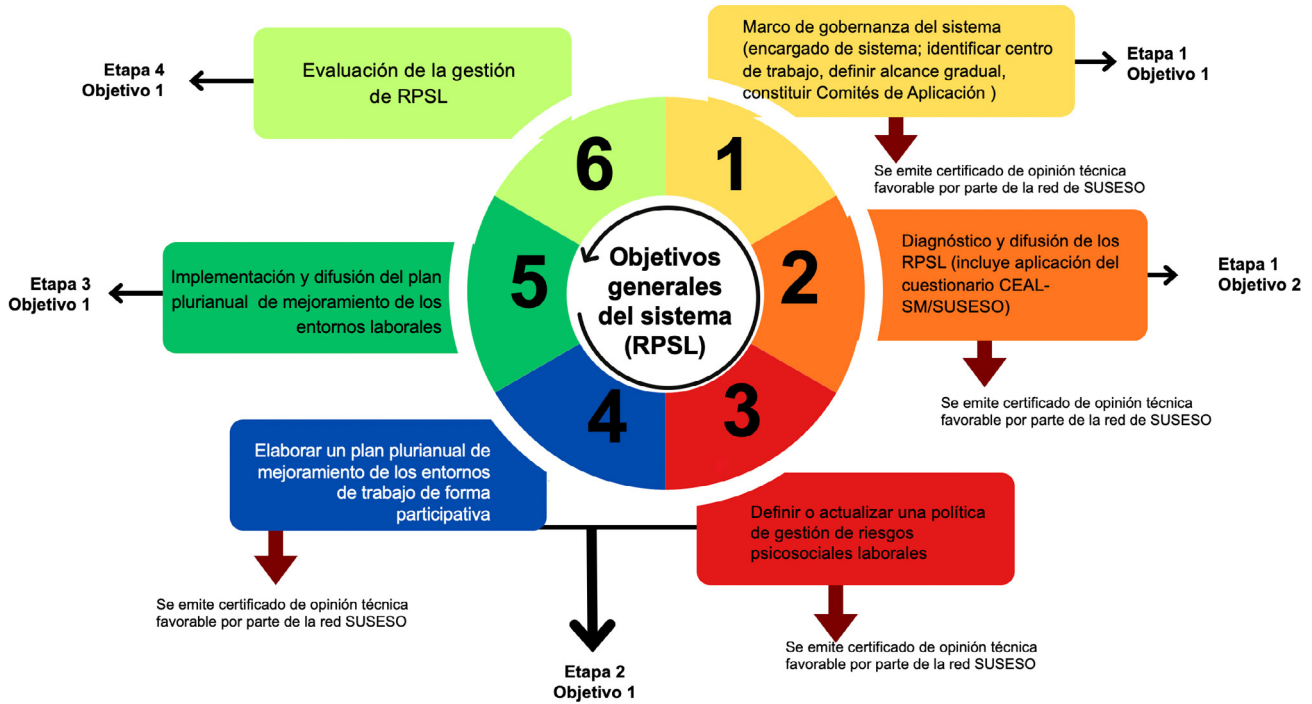 Marco de gobernanza del sistema
(encargado de sistema; identificar centro
de trabajo, definir alcance gradual,
constituir Comités de Aplicación )
Etapa 1
Objetivo 1
Se emite certificado de opinión técnica
favorable por parte de la red de SUSESO
Diagnóstico y difusión de los
RPSL (incluye aplicación del
cuestionario CEAL-
SM/SUSESO)
Etapa 1
Objetivo 2
Se emite certificado de opinión técnica
favorable por parte de la red de SUSESO
Definir o actualizar una política
de gestión de riesgos
psicosociales laborales
Se emite certificado de opinión técnica
favorable por parte de la red SUSESO
Etapa 2
Objetivo 1
Elaborar un plan plurianual de
mejoramiento de los entornos
de trabajo de forma
participativa
Se emite certificado de opinión técnica
favorable por parte de la red SUSESO
Implementación y difusión del plan
plurianual de mejoramiento de los
entornos laborales
Etapa 3
Objetivo 1
Evaluación de la gestión
de RPSL
Etapa 4
Objetivo 1
1
2
3
4
5
6
Objetivos
generales
del sistema
(RPSL)